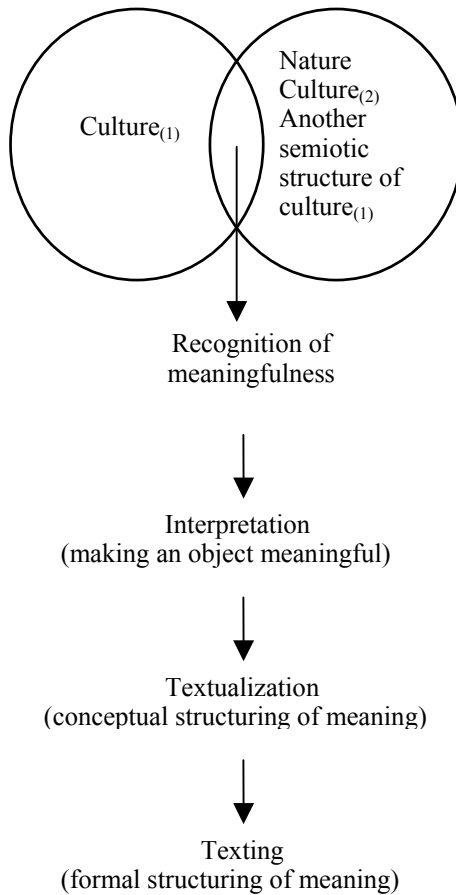 Culture(1)
Nature
Culture(2)
Another
semiotic
structure of
culture(1)
Recognition of
meaningfulness
Interpretation
(making an object meaningful)
Textualization
(conceptual structuring of meaning)
Texting
(formal structuring of meaning)